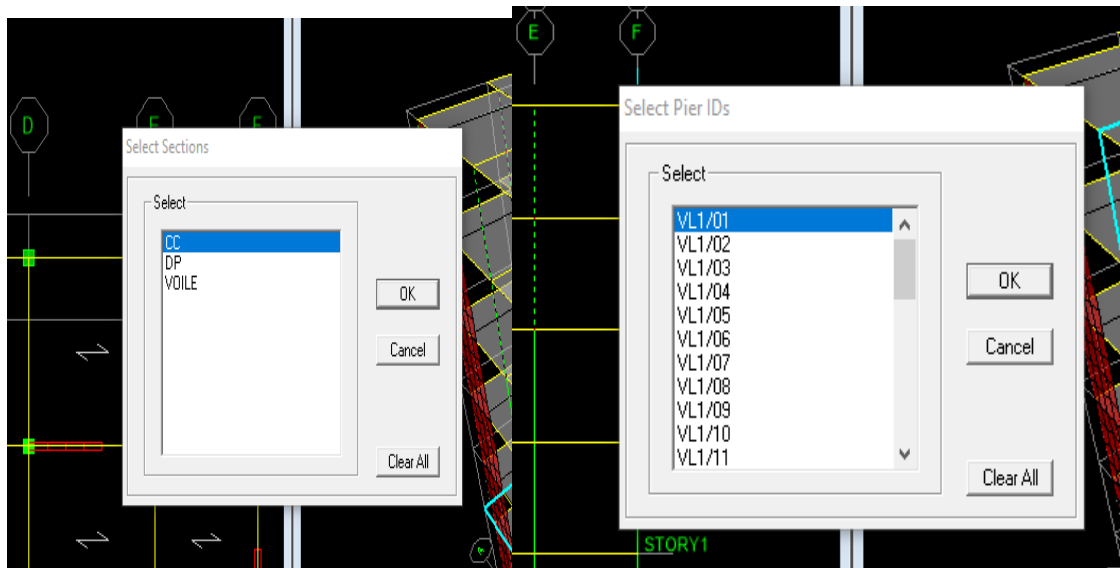 D
E
F
Select Sections
Select
CC
DP
VOILE
OK
Cancel
Clear All
E
F
Select Pier IDs
Select
VL1/01
VL1/02
VL1/03
VL1/04
VL1/05
VL1/06
VL1/07
VL1/08
VL1/09
VL1/10
VL1/11
OK
Cancel
Clear All
STORY1